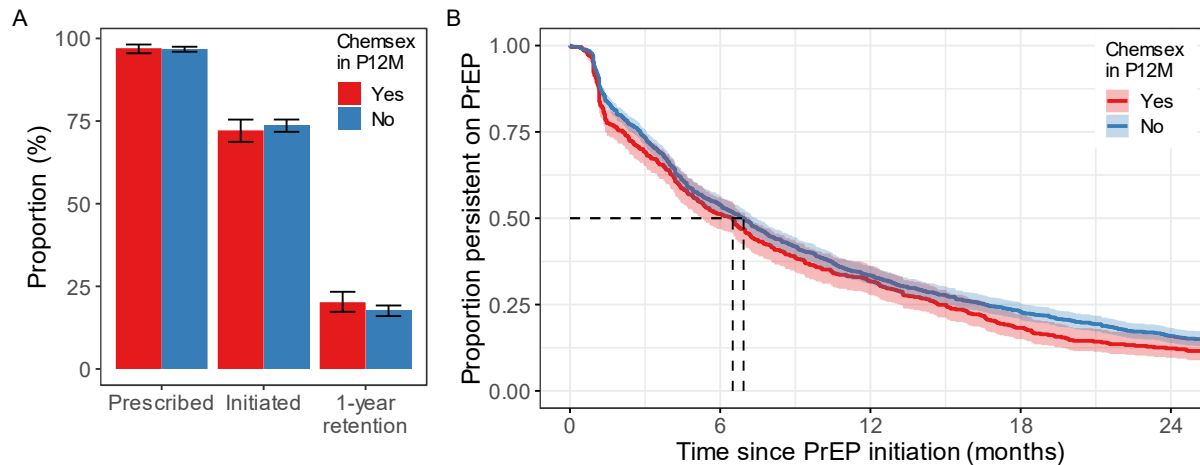 A
Proportion (%)
100
75
50
25
0
Chemsex
in P12M
Yes
No
Prescribed
Initiated
1-year
retention
B
Proportion persistent on PrEP
1.00
0.75
0.50
0.25
0.00
Chemsex
in P12M
Yes
No
0
6
12
18
24
Time since PrEP initiation (months)